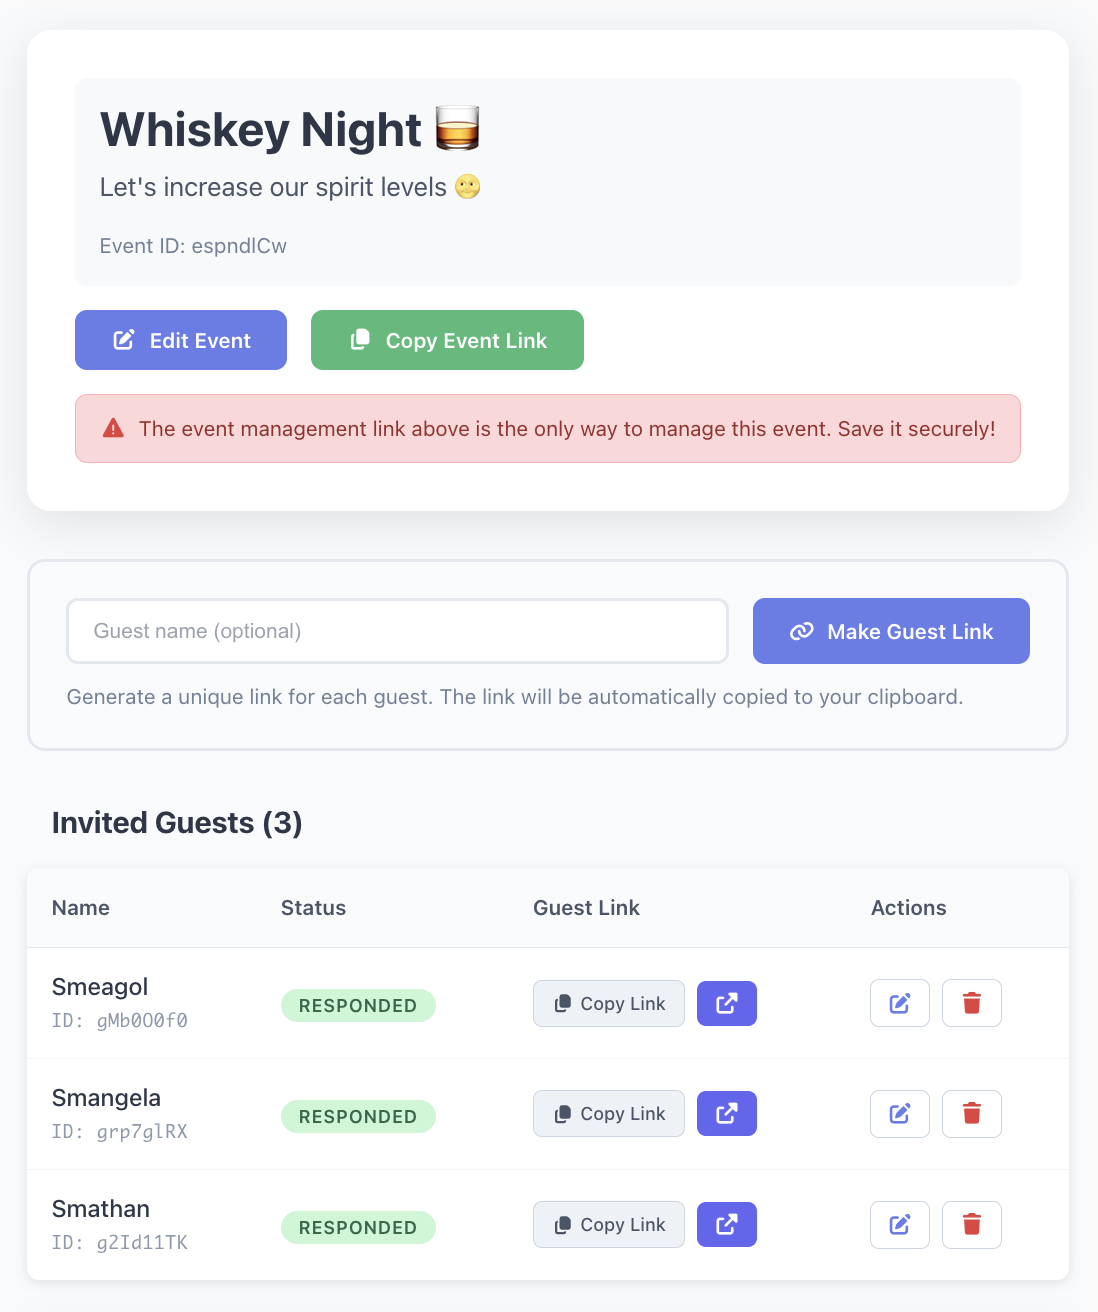 Whiskey Night 🥃
Let's increase our spirit levels 🌝
Event ID: espndlCw
Edit Event
Copy Event Link
The event management link above is the only way to manage this event. Save it securely!
Guest name (optional)
Make Guest Link
Generate a unique link for each guest. The link will be automatically copied to your clipboard.
Invited Guests (3)
Name Status Guest Link Actions
Smeagol
ID: gMb0O0f0
RESPONDED Copy Link
Smangela
ID: grp7glRX
RESPONDED Copy Link
Smathan
ID: g2Id11TK
RESPONDED Copy Link